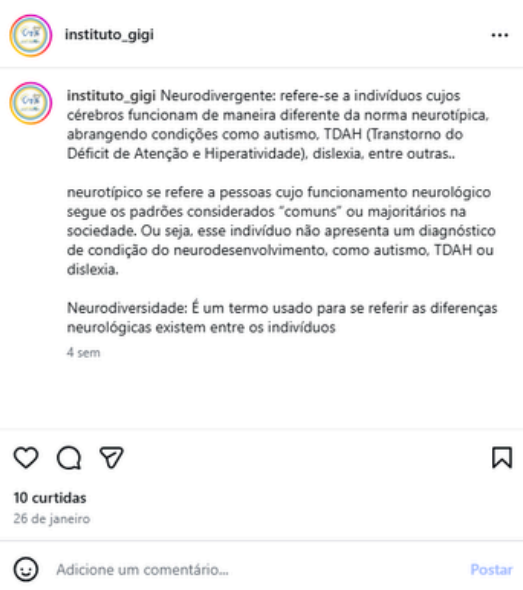 instituto_gigi
instituto_gigi Neurodivergente: refere-se a indivíduos cujos
cérebros funcionam de maneira diferente da norma neurotípica,
abrangendo condições como autismo, TDAH (Transtorno do
Déficit de Atenção e Hiperatividade), dislexia, entre outras..
neurotípico se refere a pessoas cujo funcionamento neurológico
segue os padrões considerados "comuns" ou majoritários na
sociedade. Ou seja, esse indivíduo não apresenta um diagnóstico
de condição do neurodesenvolvimento, como autismo, TDAH ou
dislexia.
Neurodiversidade: É um termo usado para se referir as diferenças
neurológicas existem entre os indivíduos
4 sem
10 curtidas
26 de janeiro
Adicione um comentário...
Postar